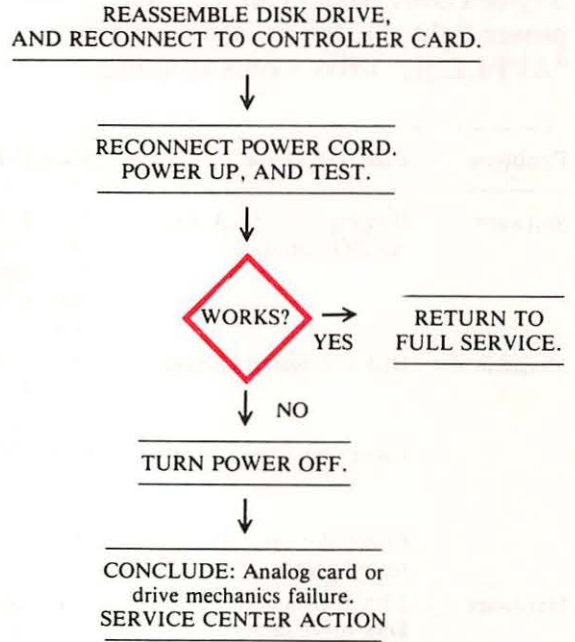 REASSEMBLE DISK DRIVE,
AND RECONNECT TO CONTROLLER CARD.
RECONNECT POWER CORD.
POWER UP, AND TEST.
WORKS?
YES
RETURN TO
FULL SERVICE.
NO
TURN POWER OFF.
CONCLUDE: Analog card or
drive mechanics failure.
SERVICE CENTER ACTION